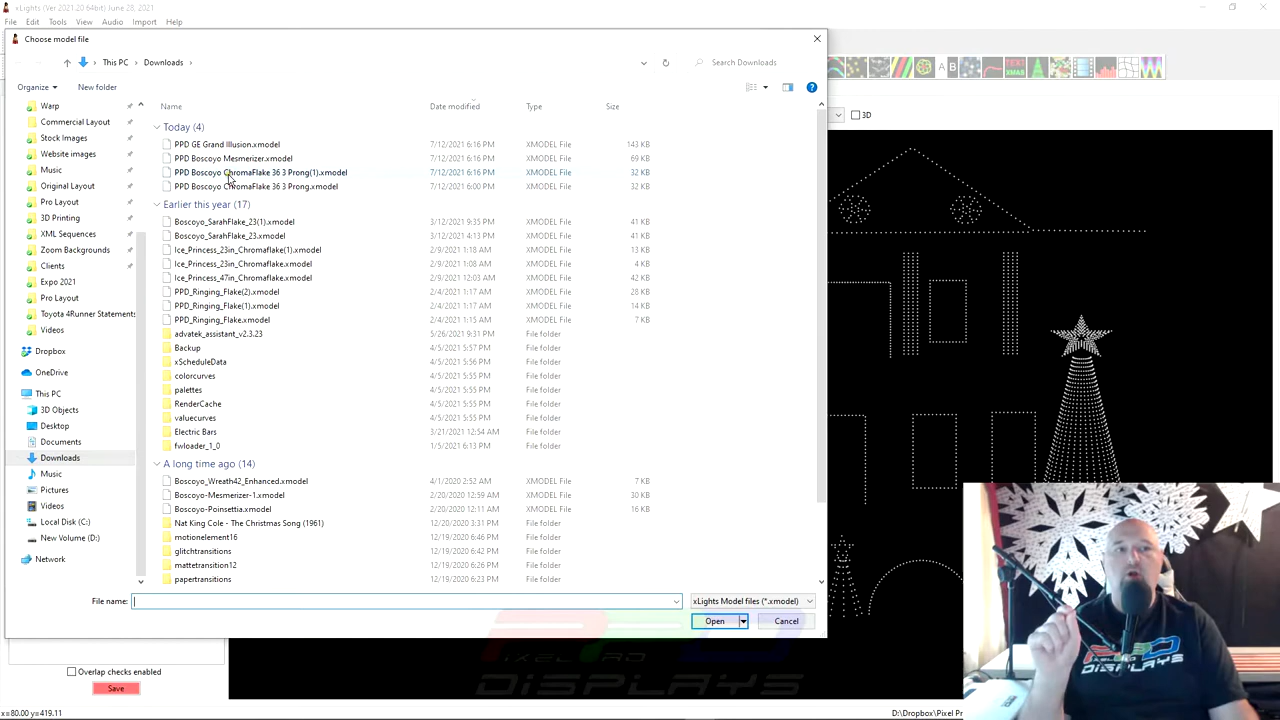 xLights (Ver 2021.20 64bit) June 28, 2021
File Edit Tools View Audio Import Help
Choose model file
This PC > Downloads >
Search Downloads
Organize
New folder
3D
Name Date modified Type Size
Warp
Commercial Layout
Stock Images
Website images
Music
Original Layout
Pro Layout
3D Printing
XML Sequences
Zoom Backgrounds
Clients
Expo 2021
Pro Layout
Toyota 4Runner Statements
Videos
Dropbox
OneDrive
This PC
3D Objects
Desktop
Documents
Downloads
Music
Pictures
Videos
Local Disk (C:)
New Volume (D:)
Network
Today (4)
PPD GE Grand Illusion.xmodel 7/12/2021 6:16 PM XMODEL File 143 KB
PPD Boscoyo Mesmerizer.xmodel 7/12/2021 6:16 PM XMODEL File 69 KB
PPD Boscoyo ChromaFlake 36 3 Prong(1).xmodel 7/12/2021 6:16 PM XMODEL File 32 KB
PPD Boscoyo ChromaFlake 36 3 Prong.xmodel 7/12/2021 6:00 PM XMODEL File 32 KB
Earlier this year (17)
Boscoyo_SarahFlake_23(1).xmodel 3/12/2021 9:35 PM XMODEL File 41 KB
Boscoyo_SarahFlake_23.xmodel 3/12/2021 4:13 PM XMODEL File 41 KB
Ice_Princess_23in_Chromaflake(1).xmodel 2/9/2021 1:18 AM XMODEL File 13 KB
Ice_Princess_23in_Chromaflake.xmodel 2/9/2021 1:08 AM XMODEL File 4 KB
Ice_Princess_47in_Chromaflake.xmodel 2/9/2021 12:03 AM XMODEL File 42 KB
PPD_Ringing_Flake(2).xmodel 2/4/2021 1:17 AM XMODEL File 28 KB
PPD_Ringing_Flake(1).xmodel 2/4/2021 1:17 AM XMODEL File 14 KB
PPD_Ringing_Flake.xmodel 2/4/2021 1:15 AM XMODEL File 7 KB
advatek_assistant_v2.3.23 5/26/2021 9:31 PM File folder
Backup 4/5/2021 5:57 PM File folder
xScheduleData 4/5/2021 5:56 PM File folder
colorcurves 4/5/2021 5:55 PM File folder
palettes 4/5/2021 5:55 PM File folder
RenderCache 4/5/2021 5:55 PM File folder
valuecurves 4/5/2021 5:55 PM File folder
Electric Bars 3/21/2021 12:54 AM File folder
fwloader_1_0 1/5/2021 6:13 PM File folder
A long time ago (14)
Boscoyo_Wreath42_Enhanced.xmodel 4/1/2020 2:52 AM XMODEL File 7 KB
Boscoyo-Mesmerizer-1.xmodel 2/20/2020 12:59 AM XMODEL File 30 KB
Boscoyo-Poinsettia.xmodel 2/20/2020 12:11 AM XMODEL File 16 KB
Nat King Cole - The Christmas Song (1961) 12/20/2020 3:31 PM File folder
motionelement16 12/19/2020 6:46 PM File folder
glitchtransitions 12/19/2020 6:42 PM File folder
mattetransition12 12/19/2020 6:26 PM File folder
papertransitions 12/19/2020 6:23 PM File folder
File name:
xLights Model files (*.xmodel)
Open
Cancel
Overlap checks enabled
Save
DISPLAYS
PPD
DISPLAYS
x=80.00 y=419.11
D:\Dropbox\Pixel Pr